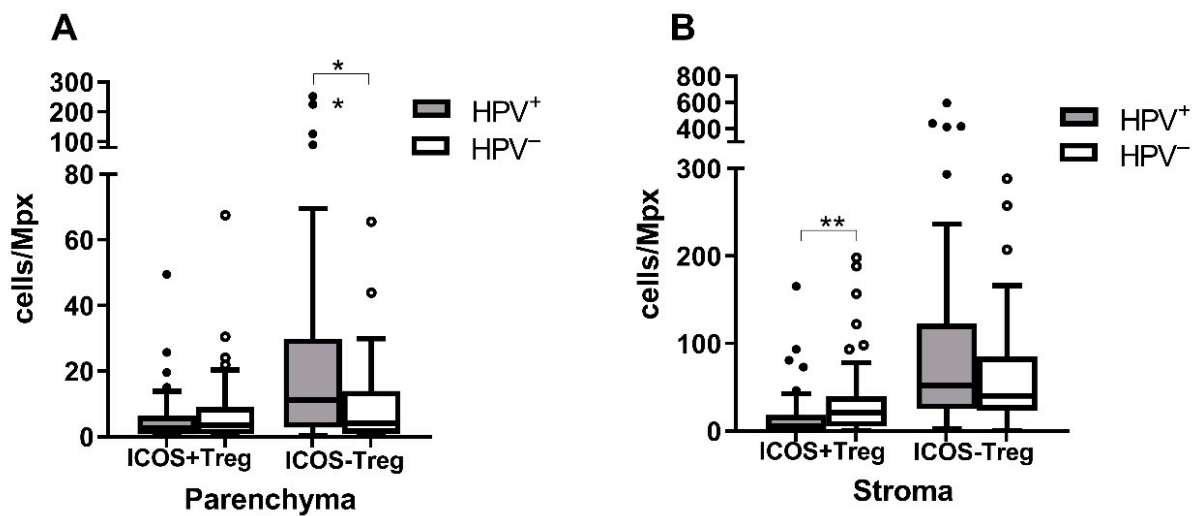 A
300
200
100
80
60
40
20
0
cells/Mpx
*
*
HPV+
HPV−
ICOS+Treg
ICOS-Treg
Parenchyma
B
800
600
400
300
200
100
0
cells/Mpx
**
HPV+
HPV−
ICOS+Treg
ICOS-Treg
Stroma